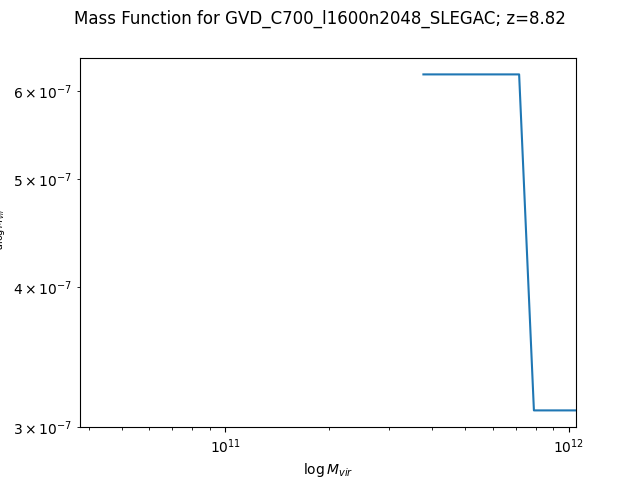 Mass Function for GVD_C700_l1600n2048_SLEGAC; z=8.82
6 × 10⁻⁷
5 × 10⁻⁷
4 × 10⁻⁷
3 × 10⁻⁷
10¹¹
10¹²
log M_vir